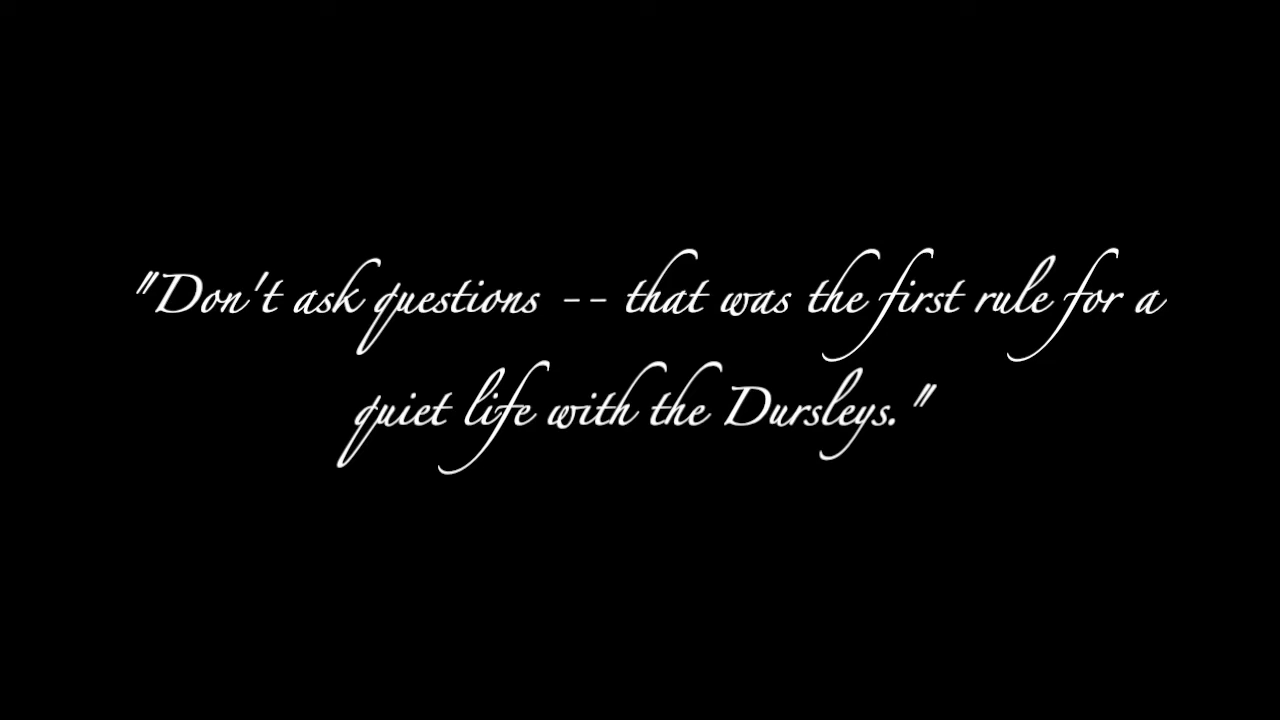 "Don't ask questions -- that was the first rule for a
quiet life with the Dursleys."